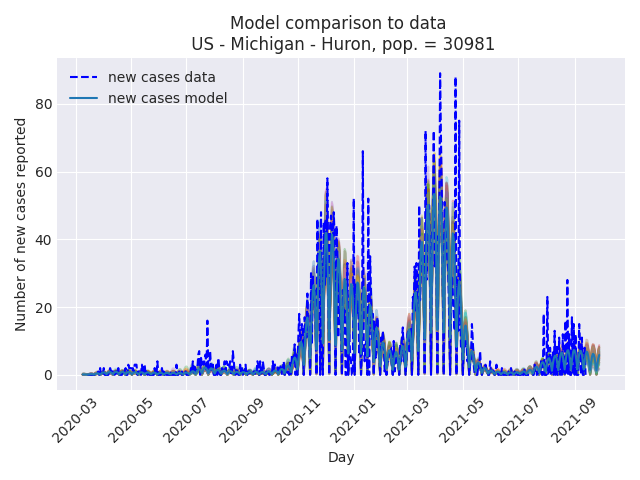 Model comparison to data
US - Michigan - Huron, pop. = 30981
new cases data
new cases model
Number of new cases reported
80
60
40
20
0
2020-03
2020-05
2020-07
2020-09
2020-11
2021-01
2021-03
2021-05
2021-07
2021-09
Day